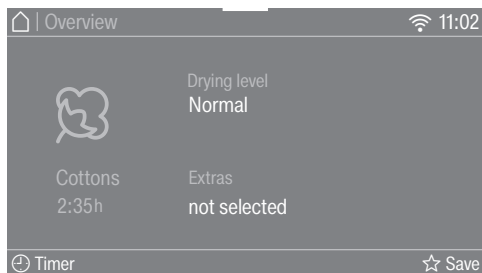 | Overview 11:02
Drying level
Normal
Cottons Extras
2:35h not selected
Timer Save